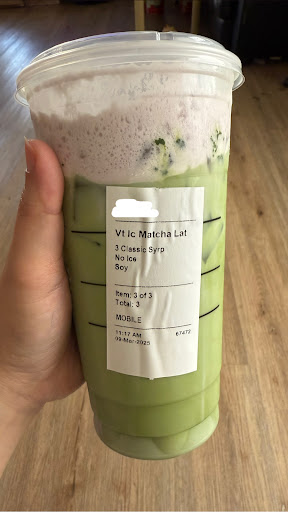 Vt Ic Matcha Lat
3 Classic Syrp
No Ice
Soy
Item: 3 of 3
Total: 3
MOBILE
11:17 AM 67472
09-Mar-2025